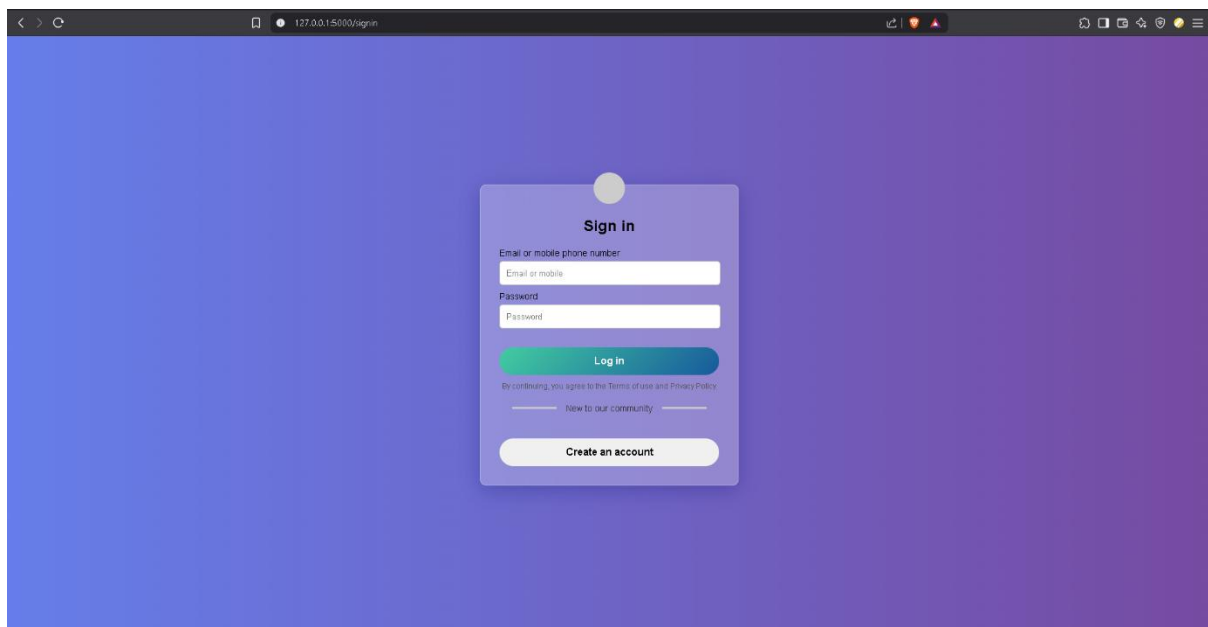 127.0.0.1:5000/signin
Sign in
Email or mobile phone number
Email or mobile
Password
Password
Log in
By continuing, you agree to the Terms of use and Privacy Policy
New to our community
Create an account